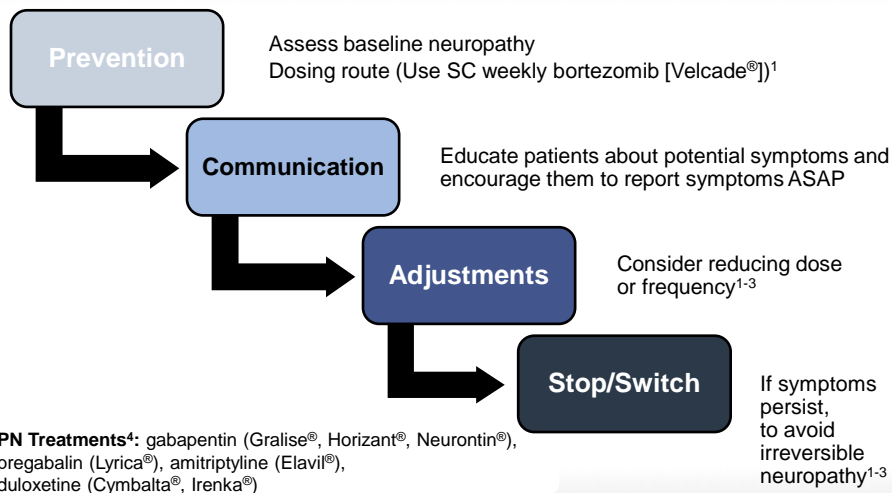 Prevention
Assess baseline neuropathy
Dosing route (Use SC weekly bortezomib [Velcade®])1
Communication
Educate patients about potential symptoms and
encourage them to report symptoms ASAP
Adjustments
Consider reducing dose
or frequency1-3
Stop/Switch
If symptoms
persist,
to avoid
irreversible
neuropathy1-3
PN Treatments4: gabapentin (Gralise®, Horizant®, Neurontin®),
pregabalin (Lyrica®), amitriptyline (Elavil®),
duloxetine (Cymbalta®, Irenka®)